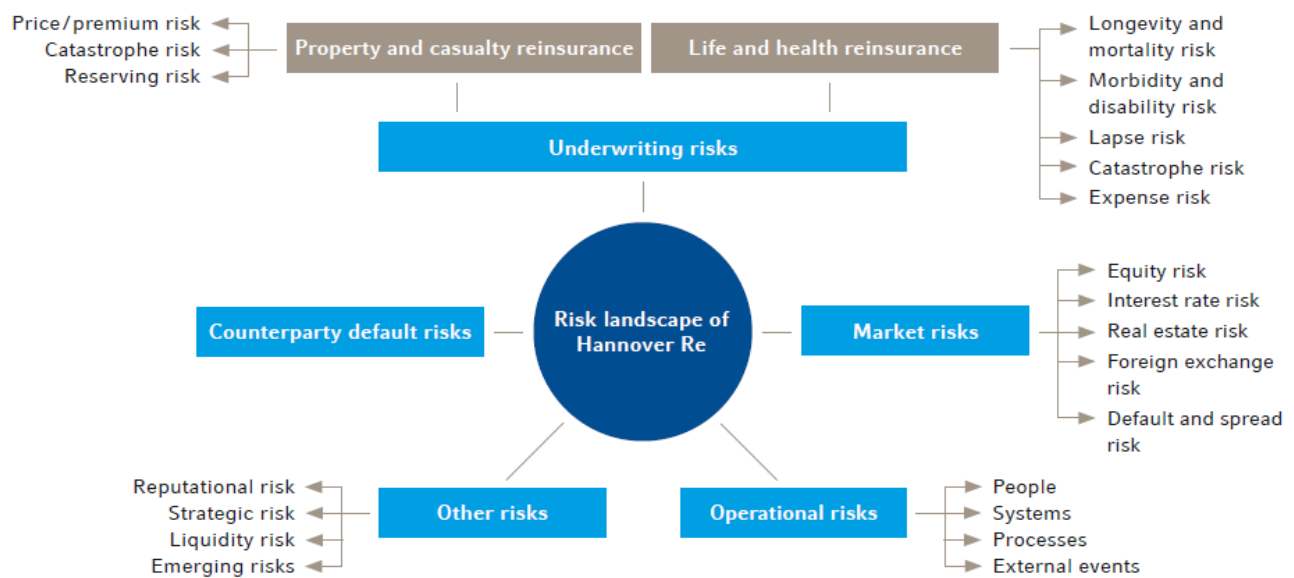 Price/premium risk
Catastrophe risk
Reserving risk
Property and casualty reinsurance
Life and health reinsurance
Longevity and
mortality risk
Morbidity and
disability risk
Lapse risk
Catastrophe risk
Expense risk
Underwriting risks
Counterparty default risks
Risk landscape of
Hannover Re
Market risks
Equity risk
Interest rate risk
Real estate risk
Foreign exchange
risk
Default and spread
risk
Reputational risk
Strategic risk
Liquidity risk
Emerging risks
Other risks
Operational risks
People
Systems
Processes
External events